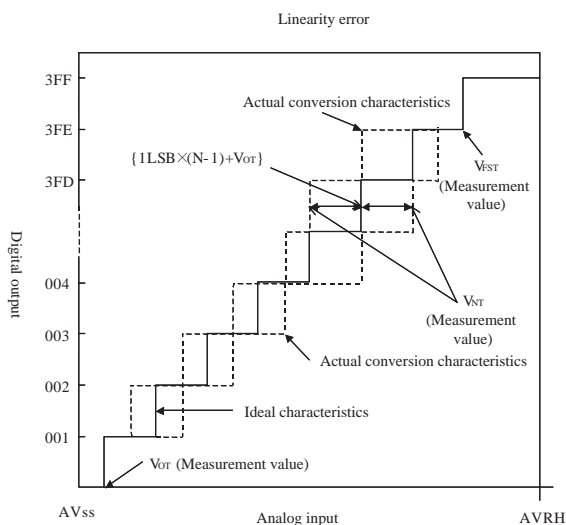 Linearity error
3FF
3FE
3FD
004
003
002
001
Digital output
Actual conversion characteristics
{1LSB×(N-1)+VOT}
VFST
(Measurement
value)
VNT
(Measurement
value)
Actual conversion characteristics
Ideal characteristics
VOT (Measurement value)
AVss
Analog input
AVRH